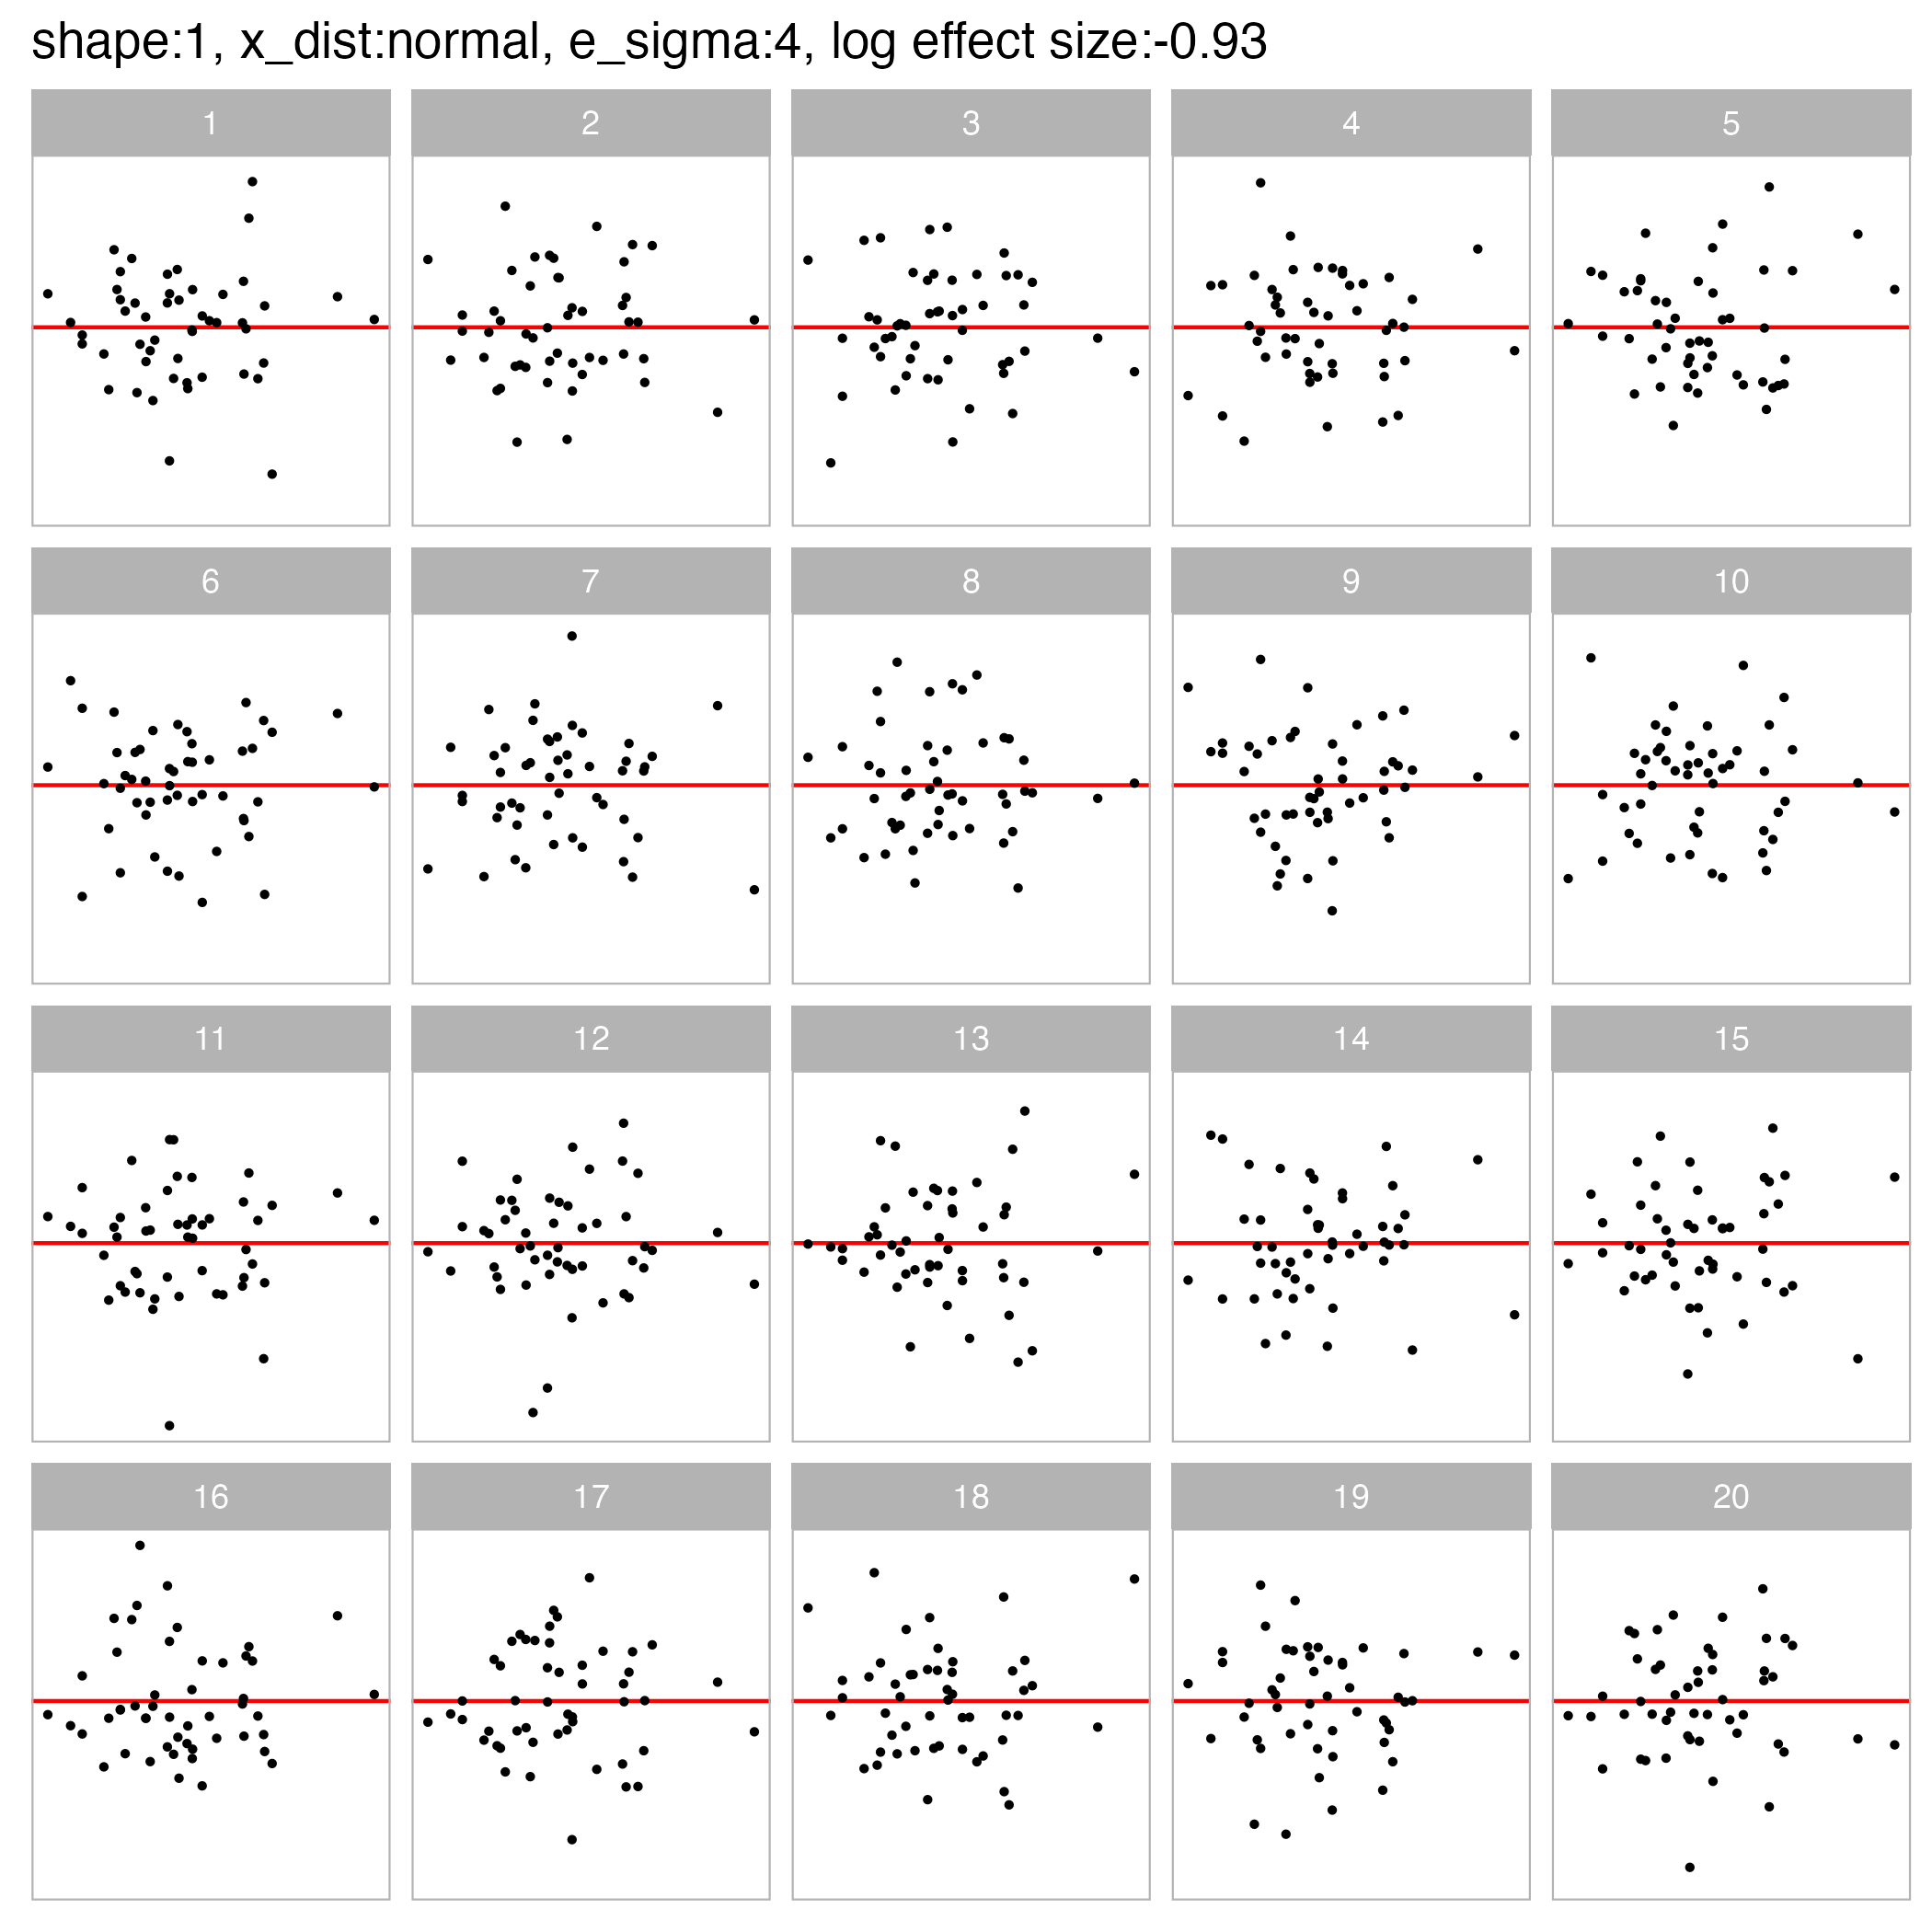 shape:1, x_dist:normal, e_sigma:4, log effect size:-0.93
1 2 3 4 5
6 7 8 9 10
11 12 13 14 15
16 17 18 19 20